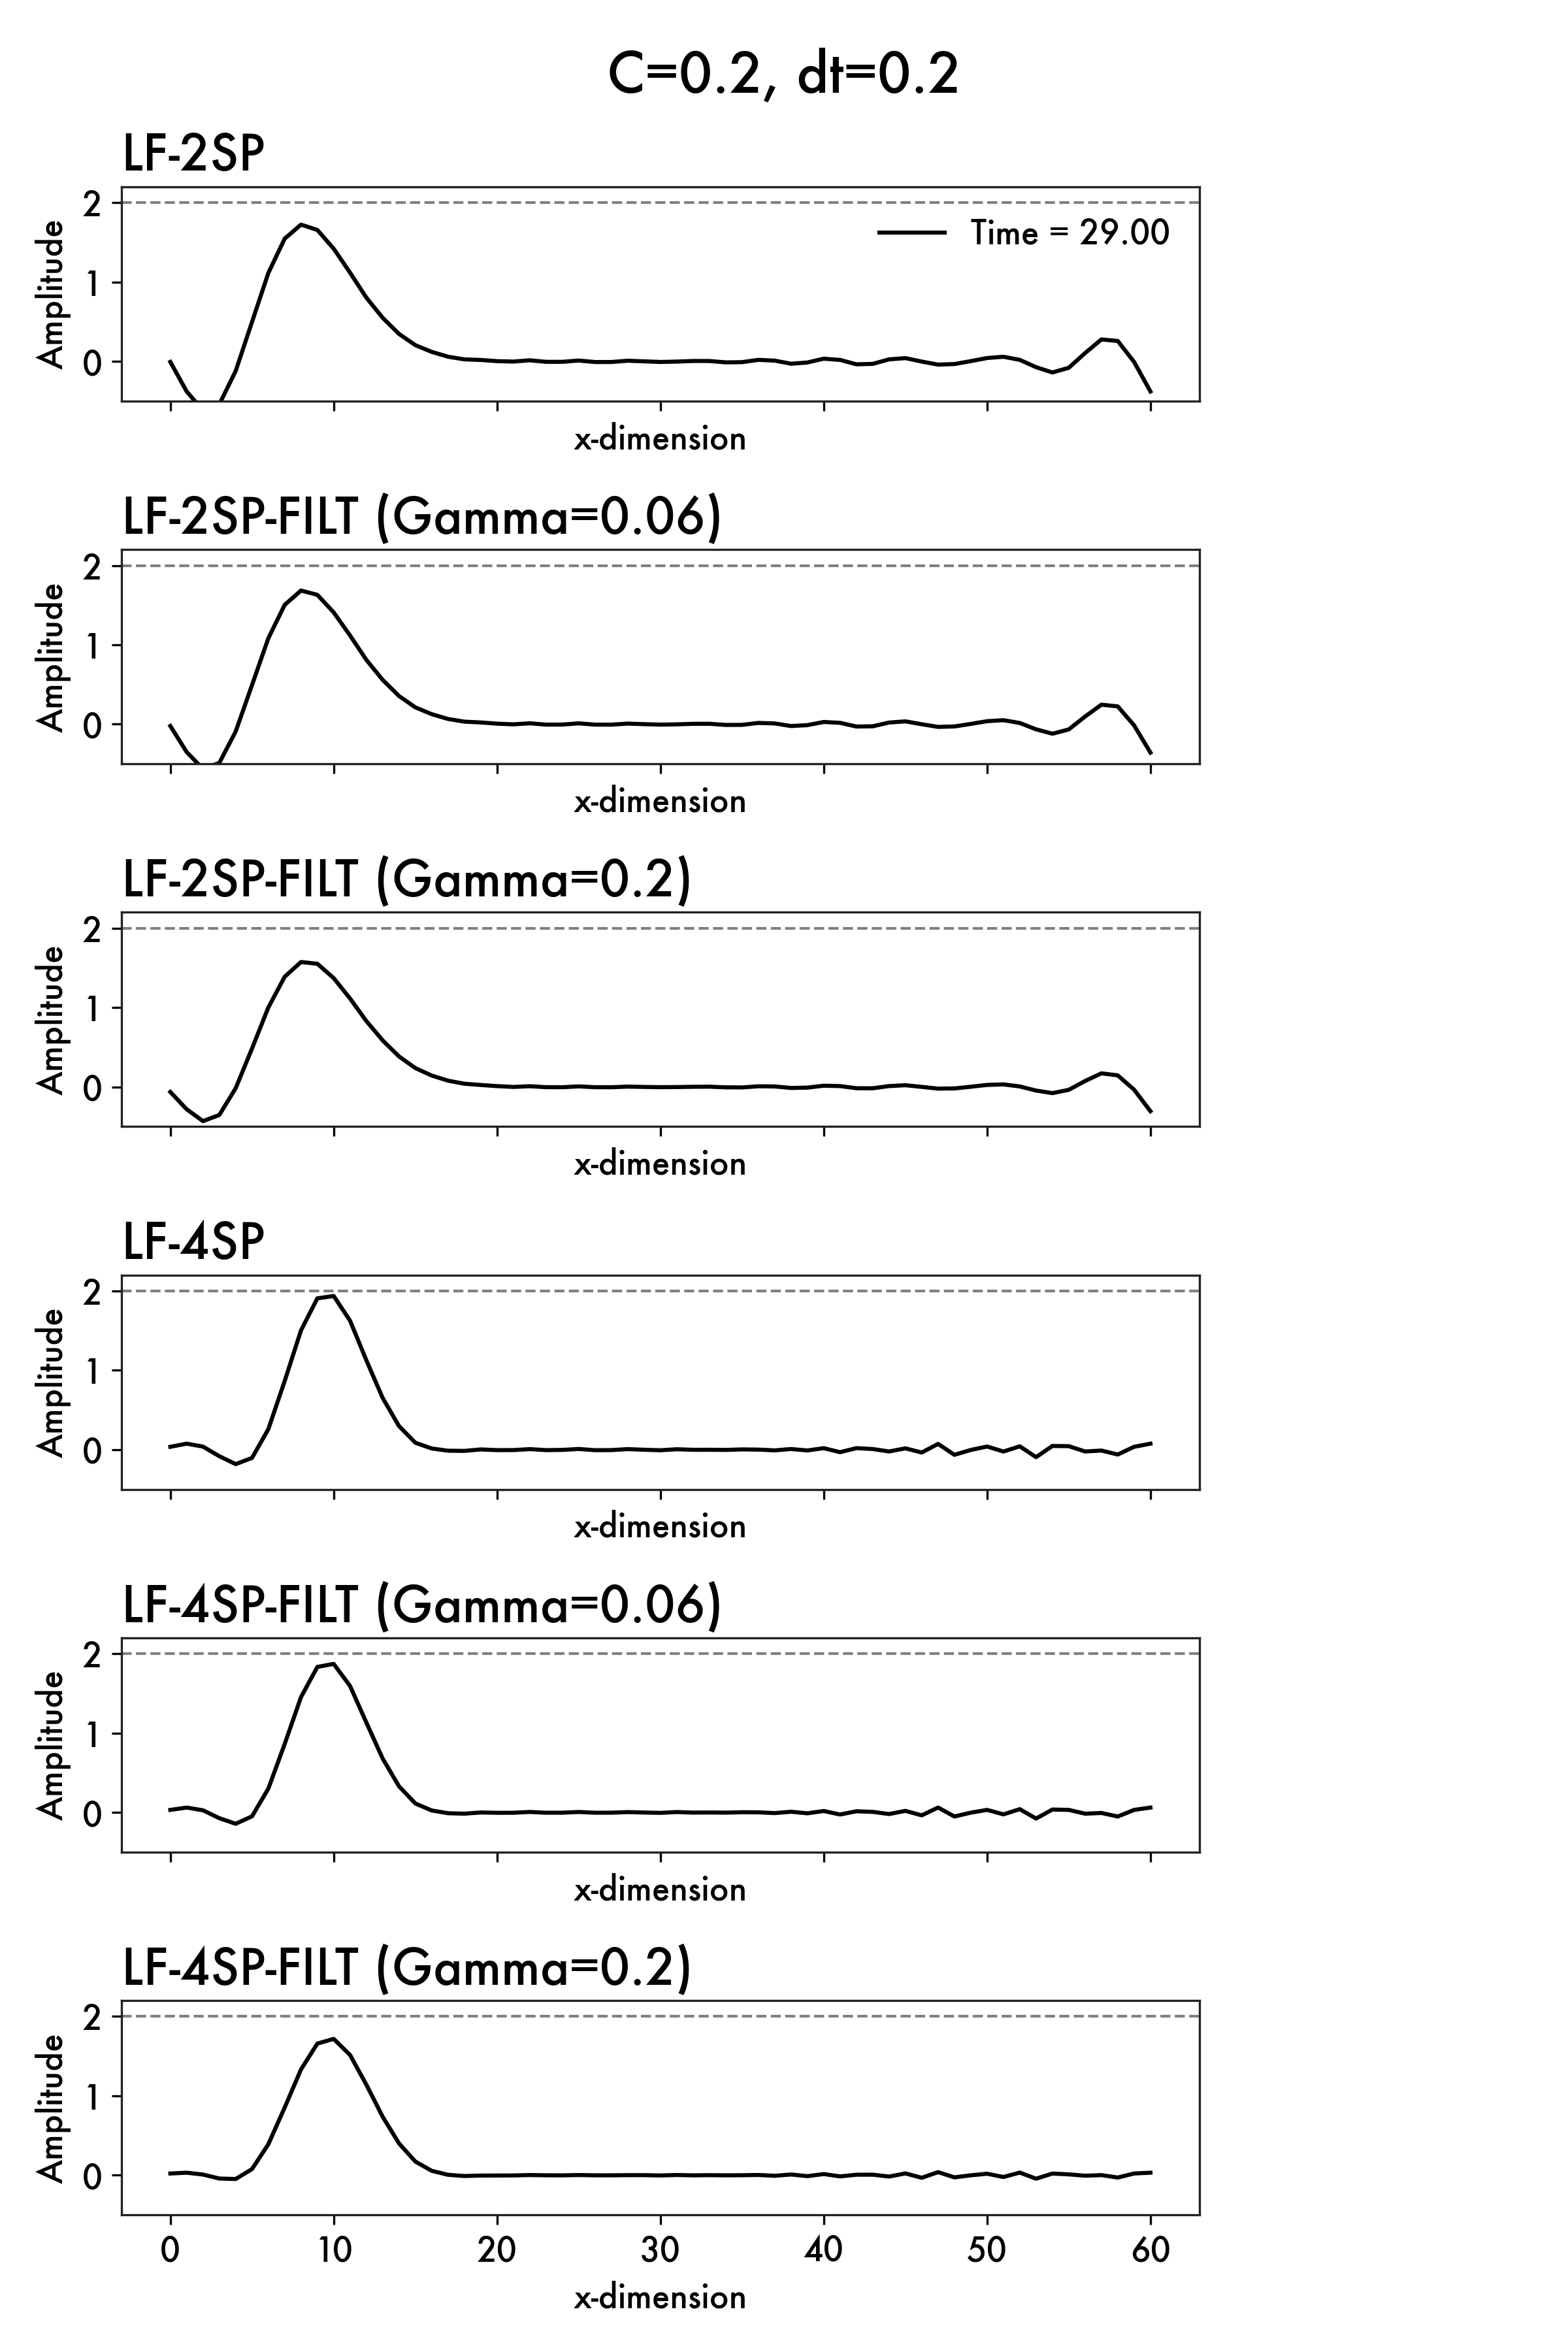 C=0.2, dt=0.2
LF-2SP
2
1
0
Amplitude
Time = 29.00
x-dimension
LF-2SP-FILT (Gamma=0.06)
2
1
0
Amplitude
x-dimension
LF-2SP-FILT (Gamma=0.2)
2
1
0
Amplitude
x-dimension
LF-4SP
2
1
0
Amplitude
x-dimension
LF-4SP-FILT (Gamma=0.06)
2
1
0
Amplitude
x-dimension
LF-4SP-FILT (Gamma=0.2)
2
1
0
Amplitude
0 10 20 30 40 50 60
x-dimension